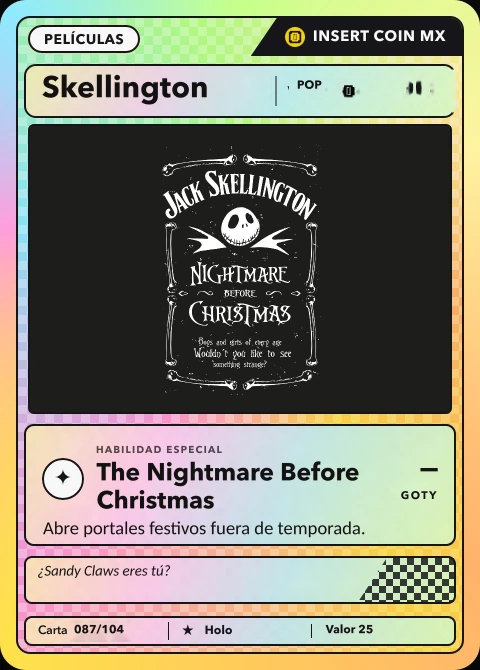 PELÍCULAS
INSERT COIN MX
Skellington
POP
JACK SKELLINGTON
NIGHTMARE
BEFORE
CHRISTMAS
Boys and girls of every age
Wouldn't you like to see
something strange?
HABILIDAD ESPECIAL
The Nightmare Before
Christmas
—
GOTY
Abre portales festivos fuera de temporada.
¿Sandy Claws eres tú?
Carta 087/104 ★ Holo Valor 25